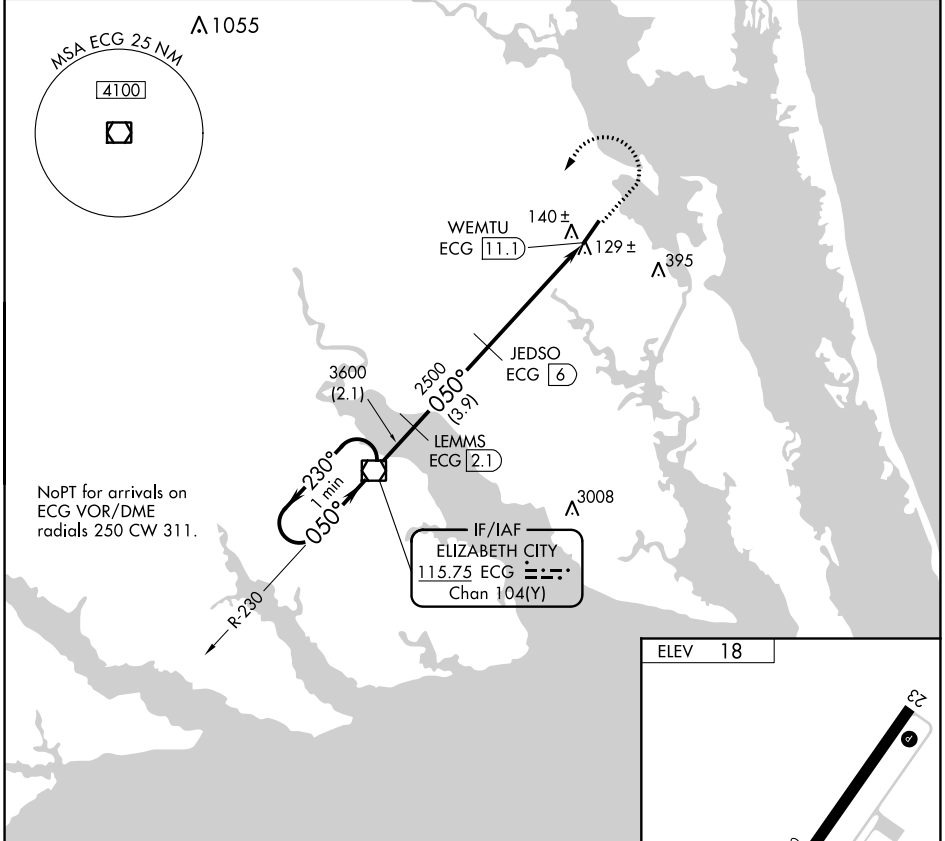 1055
MSA ECG 25 NM
4100
WEMTU
ECG 11.1
140 ±
129 ±
395
JEDSO
ECG 6
3600
(2.1)
2500
050°
(3.9)
LEMMS
ECG 2.1
230°
1 min
050°
NoPT for arrivals on
ECG VOR/DME
radials 250 CW 311.
R-230
3008
IF/IAF
ELIZABETH CITY
115.75 ECG
Chan 104(Y)
ELEV 18
23
P